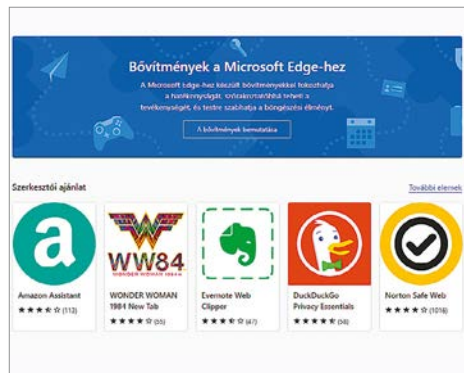 Bővítmények a Microsoft Edge-hez
A Microsoft Edge-hez készült bővítményekkel fokozhatja
a hatékonyságát, szórakoztatóbbá teheti a
tevékenységét, és testre szabhatja a böngészési élményt.
A bővítmények bemutatása
Szerkesztői ajánlat
További elemek
a
WW84
WONDER WOMAN 1984
Amazon Assistant
(113)
WONDER WOMAN
1984 New Tab
(55)
Evernote Web
Clipper
(47)
DuckDuckGo
Privacy Essentials
(58)
Norton Safe Web
(1016)